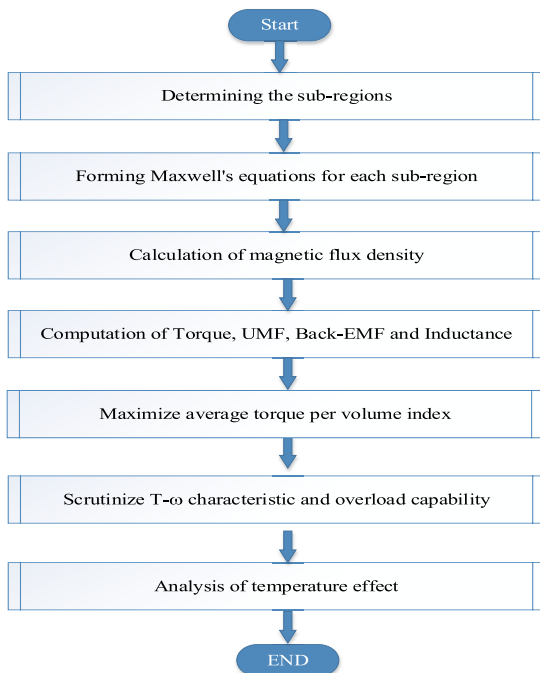 Start
Determining the sub-regions
Forming Maxwell's equations for each sub-region
Calculation of magnetic flux density
Computation of Torque, UMF, Back-EMF and Inductance
Maximize average torque per volume index
Scrutinize T-ω characteristic and overload capability
Analysis of temperature effect
END